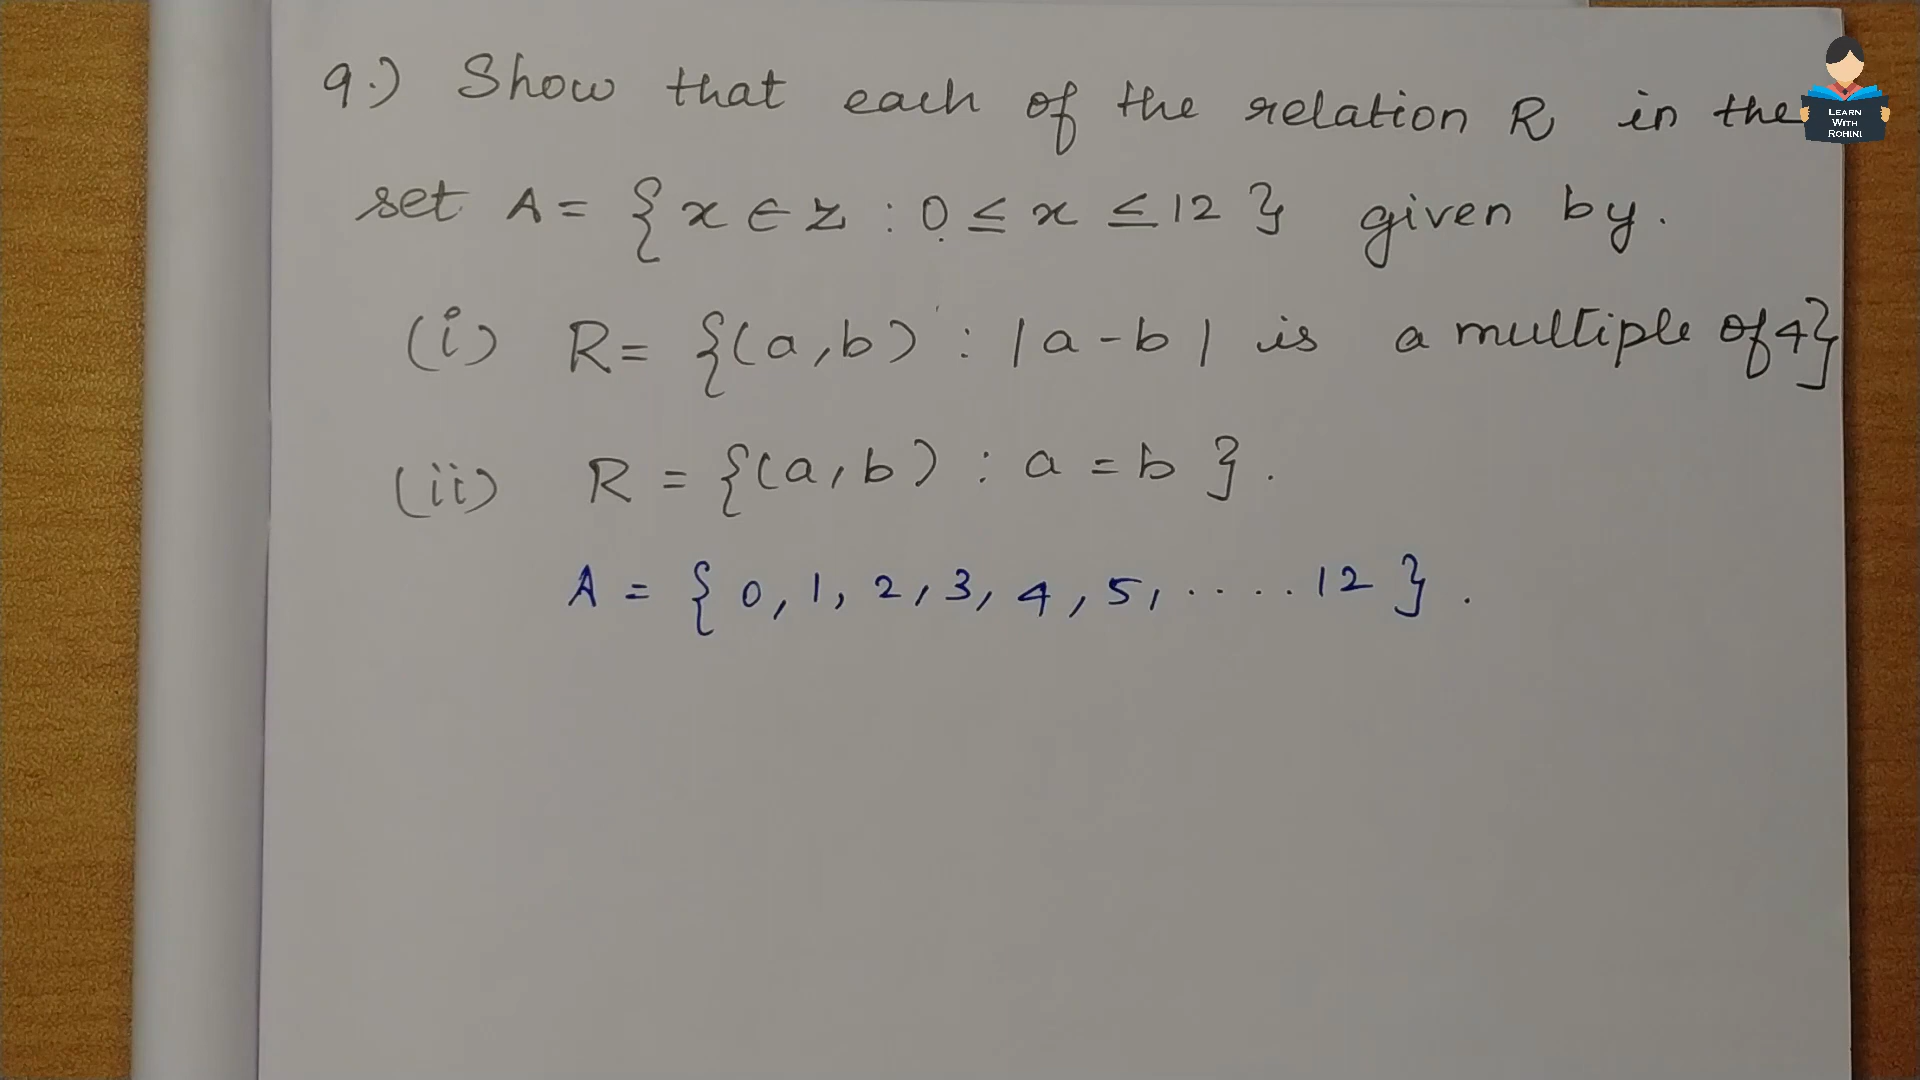 9.) Show that each of the relation R in the
set A = { x ∈ z : 0 ≤ x ≤ 12 } given by.
(i) R = {(a,b) : |a - b| is a multiple of 4}
(ii) R = {(a,b) : a = b }.
A = { 0, 1, 2, 3, 4, 5, .... 12 } .
LEARN
WITH
ROHINI